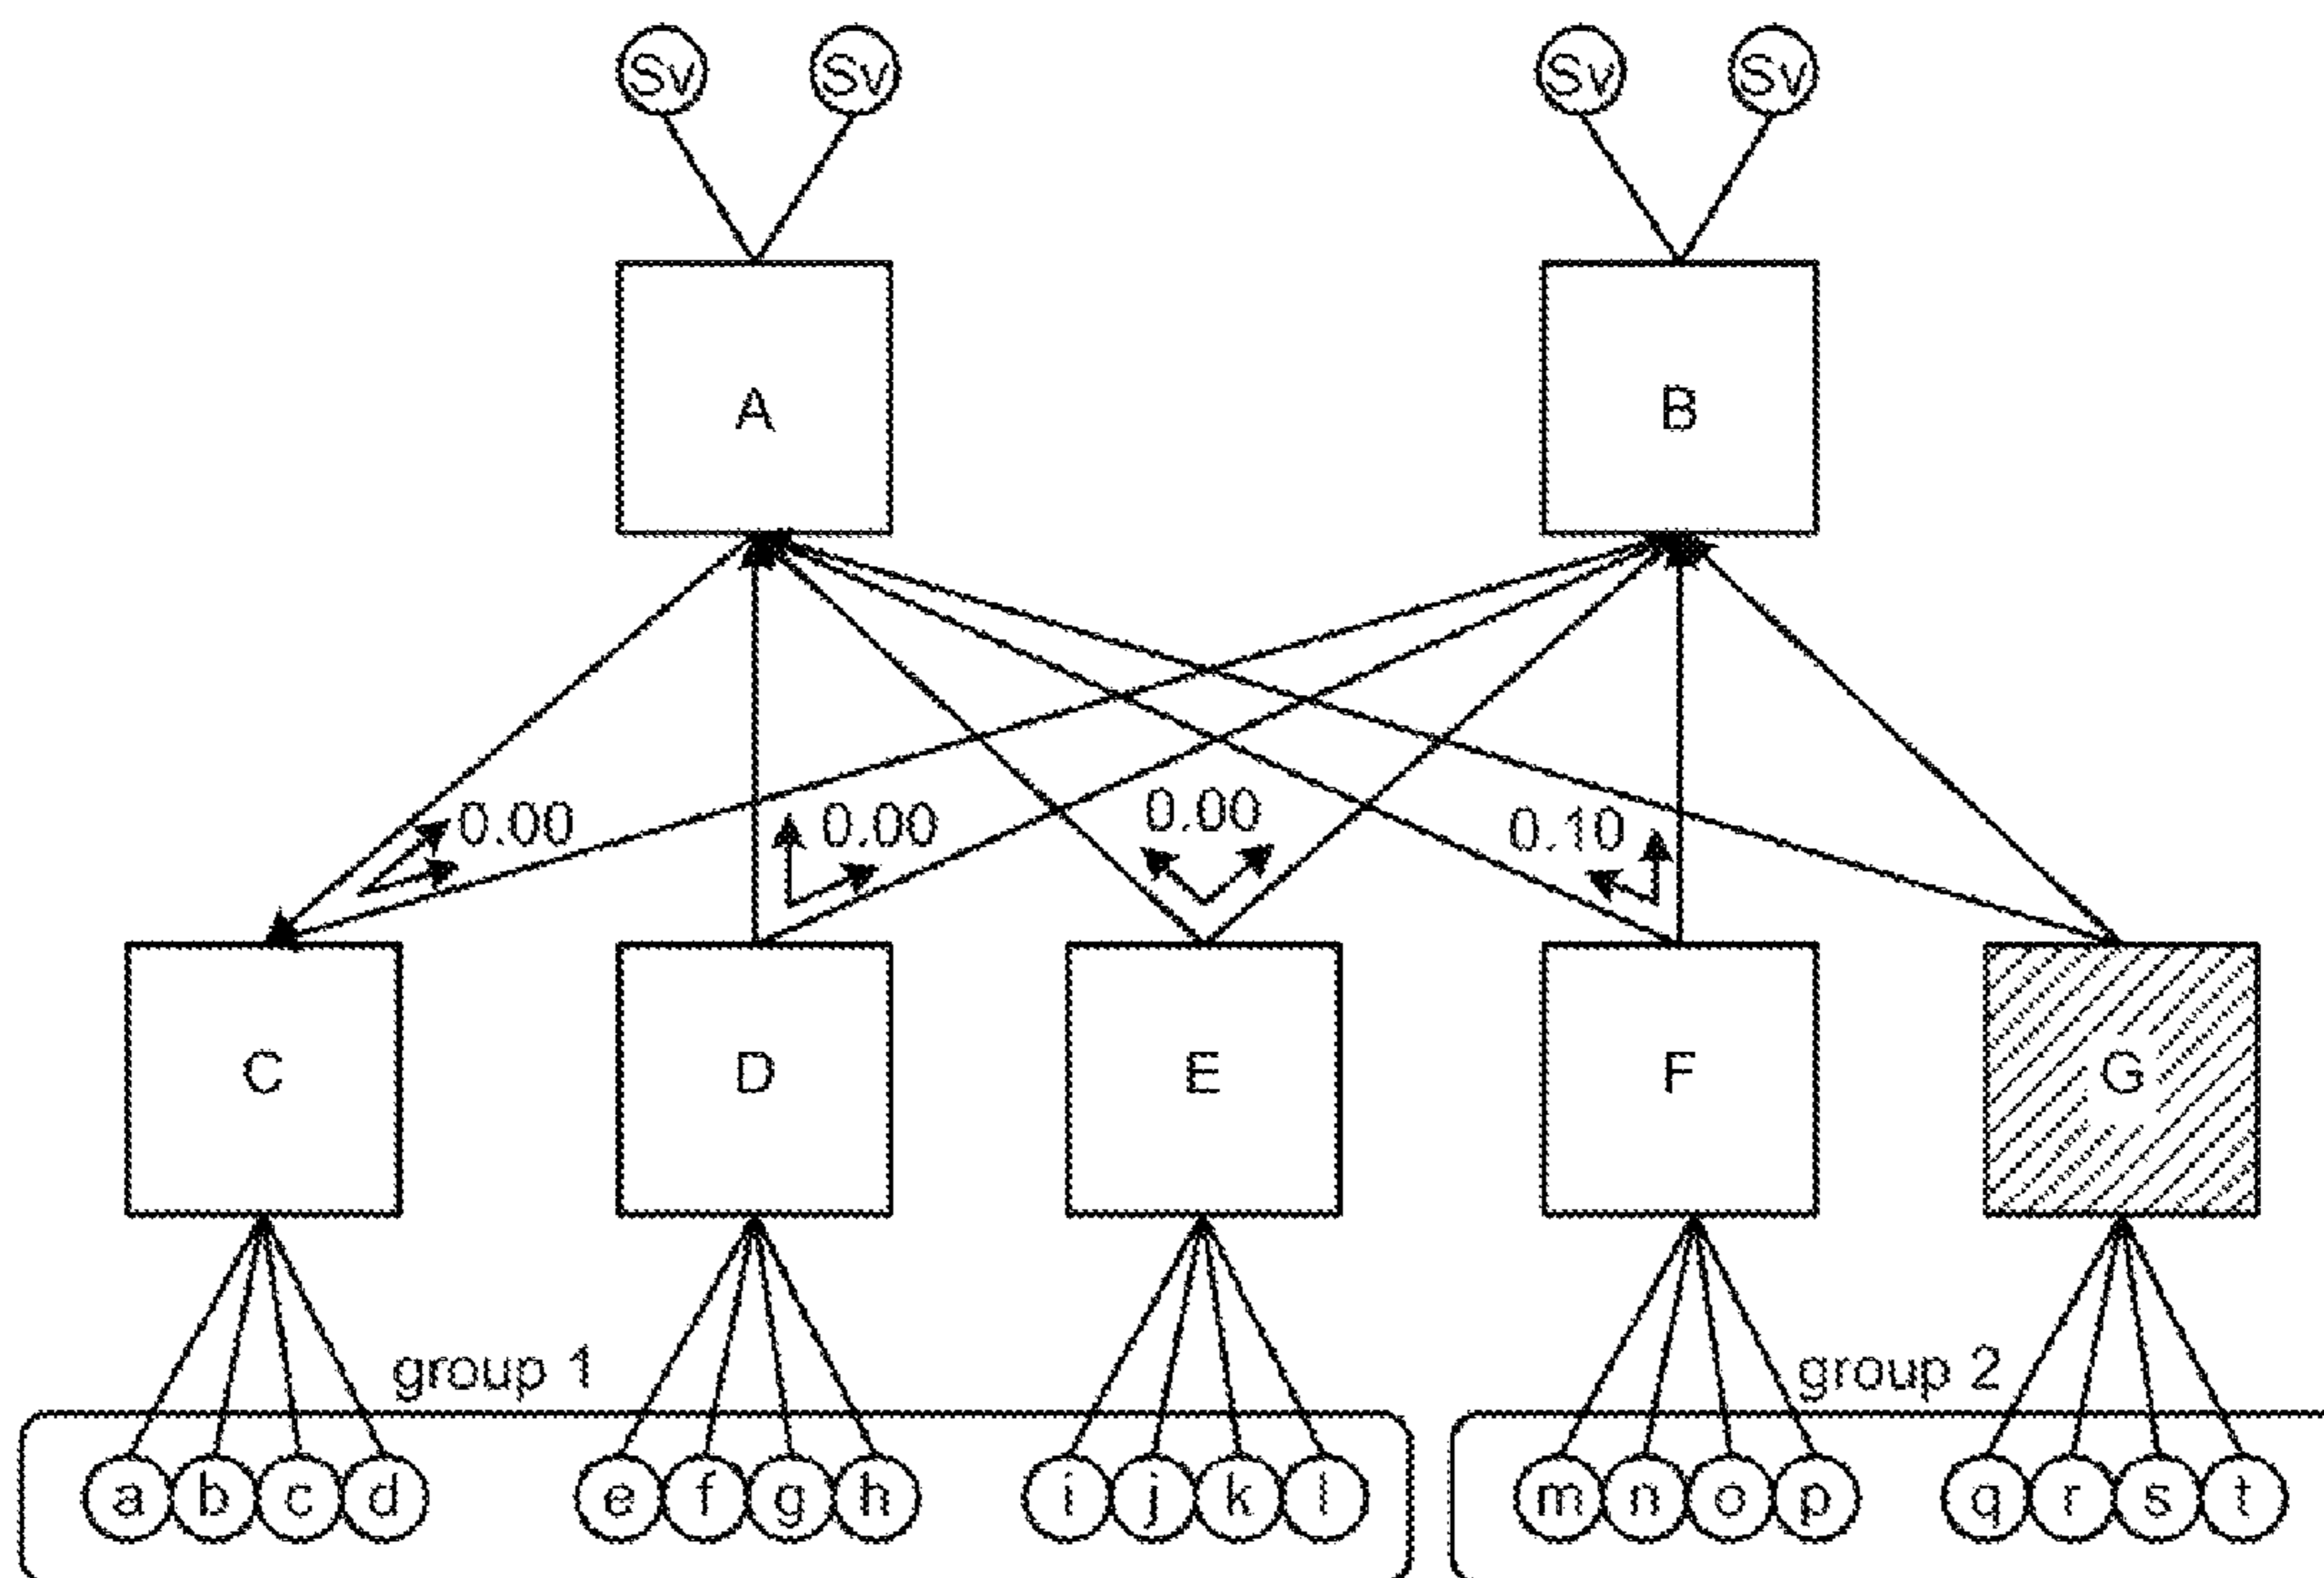 Sv Sv Sv Sv
A B
0.00 0.00 0.00 0.10
C D E F G
group 1 group 2
a b c d e f g h i j k l m n o p q r s t